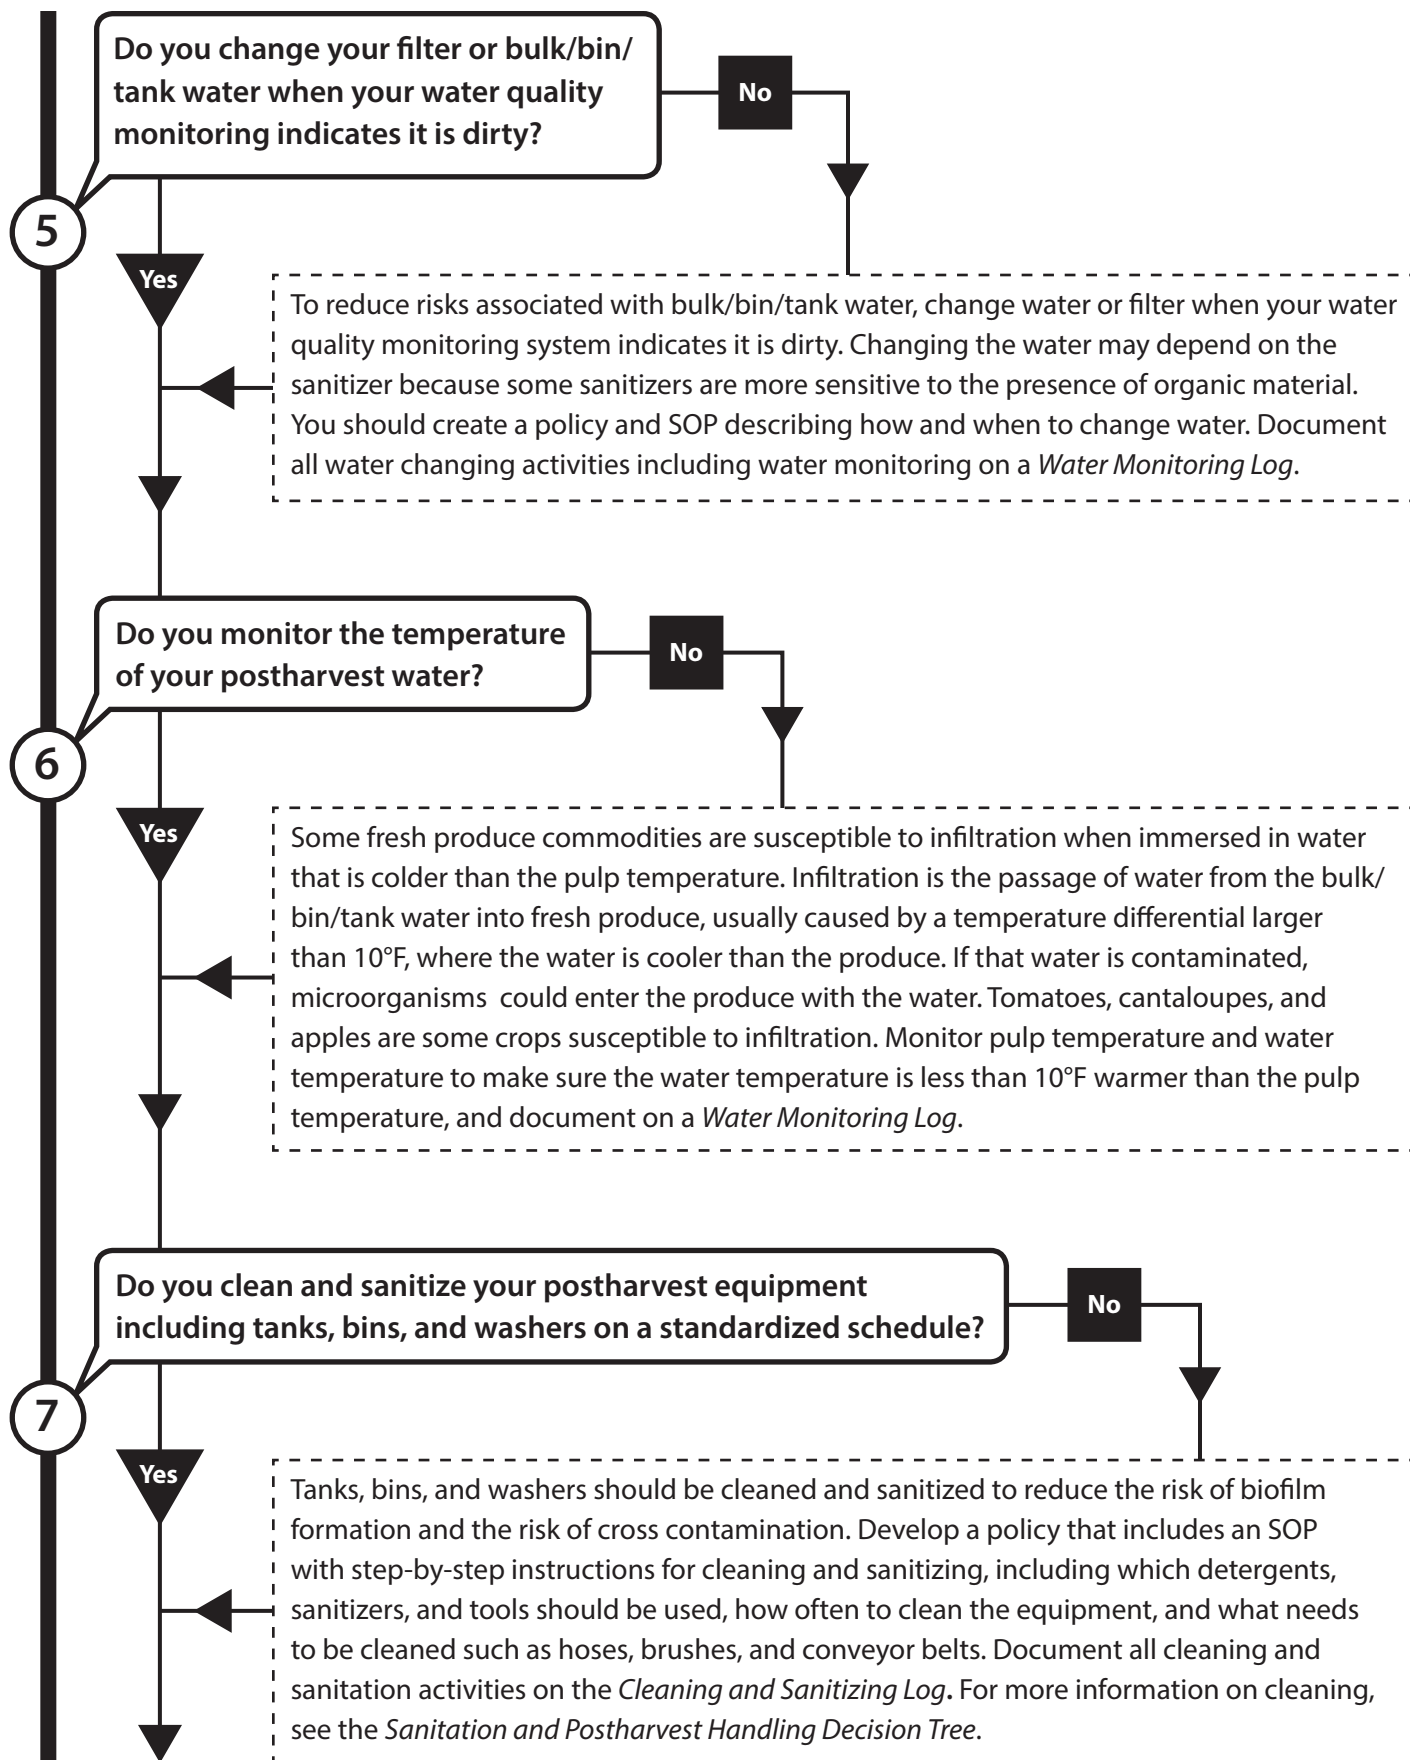 Do you change your filter or bulk/bin/
tank water when your water quality
monitoring indicates it is dirty?
No
5
Yes
To reduce risks associated with bulk/bin/tank water, change water or filter when your water
quality monitoring system indicates it is dirty. Changing the water may depend on the
sanitizer because some sanitizers are more sensitive to the presence of organic material.
You should create a policy and SOP describing how and when to change water. Document
all water changing activities including water monitoring on a Water Monitoring Log.
Do you monitor the temperature
of your postharvest water?
No
6
Yes
Some fresh produce commodities are susceptible to infiltration when immersed in water
that is colder than the pulp temperature. Infiltration is the passage of water from the bulk/
bin/tank water into fresh produce, usually caused by a temperature differential larger
than 10°F, where the water is cooler than the produce. If that water is contaminated,
microorganisms could enter the produce with the water. Tomatoes, cantaloupes, and
apples are some crops susceptible to infiltration. Monitor pulp temperature and water
temperature to make sure the water temperature is less than 10°F warmer than the pulp
temperature, and document on a Water Monitoring Log.
Do you clean and sanitize your postharvest equipment
including tanks, bins, and washers on a standardized schedule?
No
7
Yes
Tanks, bins, and washers should be cleaned and sanitized to reduce the risk of biofilm
formation and the risk of cross contamination. Develop a policy that includes an SOP
with step-by-step instructions for cleaning and sanitizing, including which detergents,
sanitizers, and tools should be used, how often to clean the equipment, and what needs
to be cleaned such as hoses, brushes, and conveyor belts. Document all cleaning and
sanitation activities on the Cleaning and Sanitizing Log. For more information on cleaning,
see the Sanitation and Postharvest Handling Decision Tree.